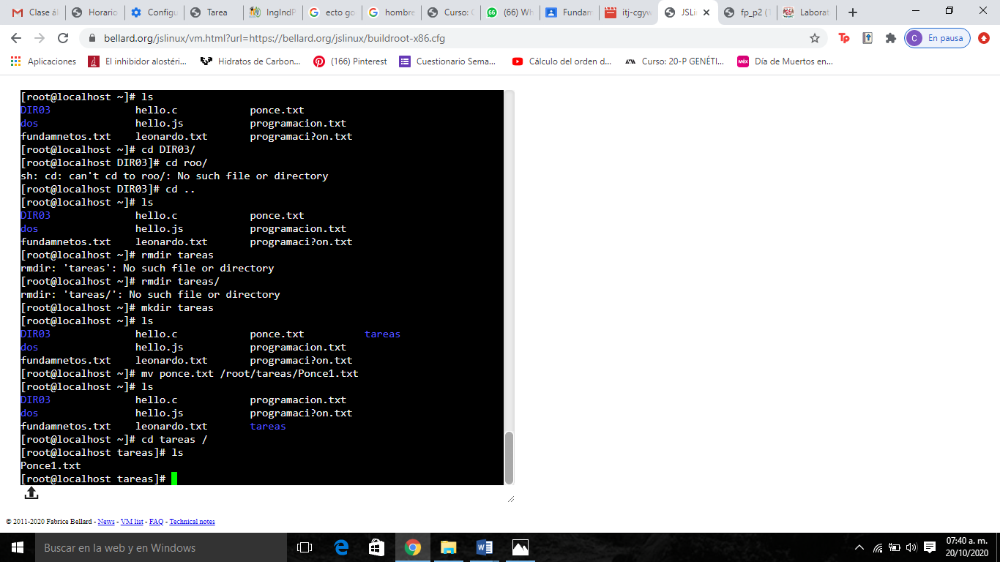 Clase ál
Horario
Configu
Tarea
IngIndP
ecto go
hombre
Curso: C
(66) Wh
Fundam
itj-cgyw
JSLi
fp_p2 (1
Laborat
bellard.org/jslinux/vm.html?url=https://bellard.org/jslinux/buildroot-x86.cfg
C En pausa
Aplicaciones
El inhibidor alostéri...
Hidratos de Carbon...
(166) Pinterest
Cuestionario Sema...
Cálculo del orden d...
Curso: 20-P GENÉTI...
Día de Muertos en...
[root@localhost ~]# ls
DIR03 hello.c ponce.txt
dos hello.js programacion.txt
fundamnetos.txt leonardo.txt programaci?on.txt
[root@localhost ~]# cd DIR03/
[root@localhost DIR03]# cd roo/
sh: cd: can't cd to roo/: No such file or directory
[root@localhost DIR03]# cd ..
[root@localhost ~]# ls
DIR03 hello.c ponce.txt
dos hello.js programacion.txt
fundamnetos.txt leonardo.txt programaci?on.txt
[root@localhost ~]# rmdir tareas
rmdir: 'tareas': No such file or directory
[root@localhost ~]# rmdir tareas/
rmdir: 'tareas/': No such file or directory
[root@localhost ~]# mkdir tareas
[root@localhost ~]# ls
DIR03 hello.c ponce.txt tareas
dos hello.js programacion.txt
fundamnetos.txt leonardo.txt programaci?on.txt
[root@localhost ~]# mv ponce.txt /root/tareas/Ponce1.txt
[root@localhost ~]# ls
DIR03 hello.c programacion.txt
dos hello.js programaci?on.txt
fundamnetos.txt leonardo.txt tareas
[root@localhost ~]# cd tareas /
[root@localhost tareas]# ls
Ponce1.txt
[root@localhost tareas]#
© 2011-2020 Fabrice Bellard - News - VM list - FAQ - Technical notes
Buscar en la web y en Windows
07:40 a. m.
20/10/2020